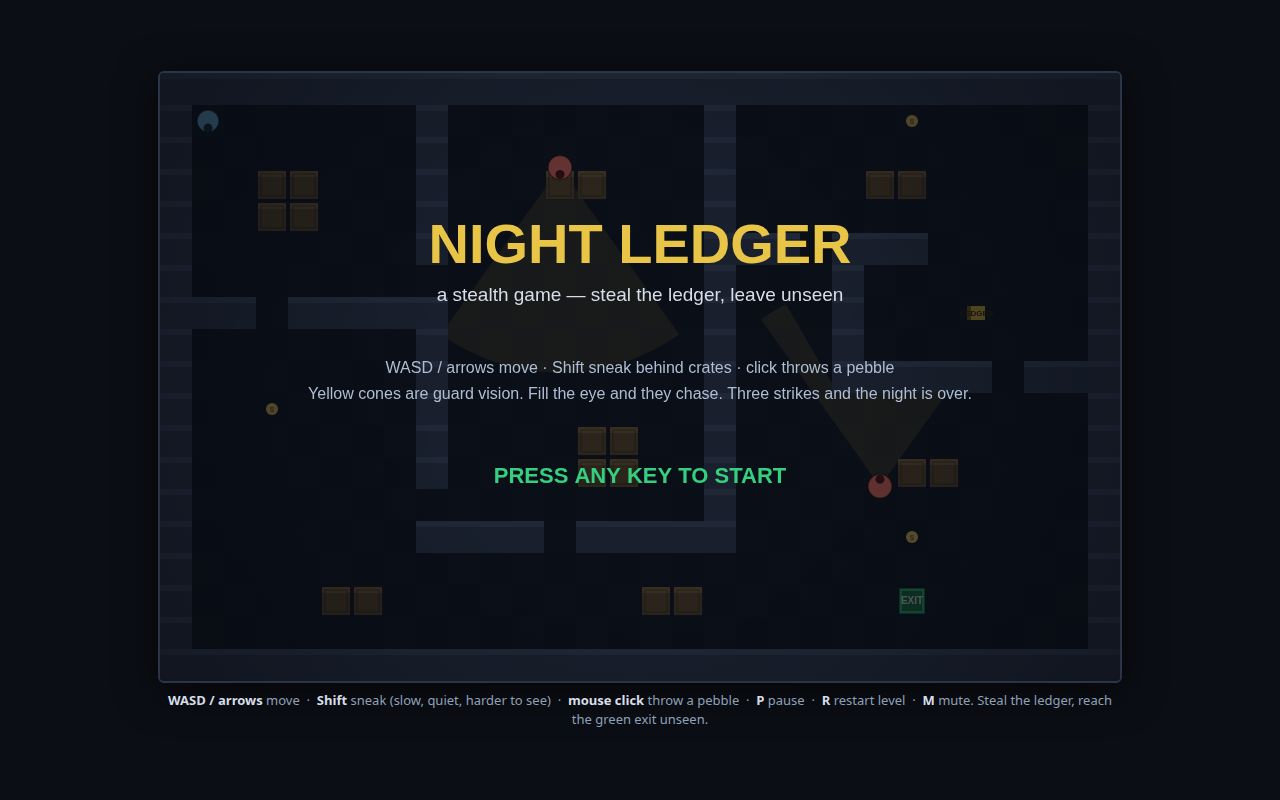 NIGHT LEDGER
a stealth game — steal the ledger, leave unseen
WASD / arrows move · Shift sneak behind crates · click throws a pebble
Yellow cones are guard vision. Fill the eye and they chase. Three strikes and the night is over.
PRESS ANY KEY TO START
EXIT
WASD / arrows move · Shift sneak (slow, quiet, harder to see) · mouse click throw a pebble · P pause · R restart level · M mute. Steal the ledger, reach
the green exit unseen.